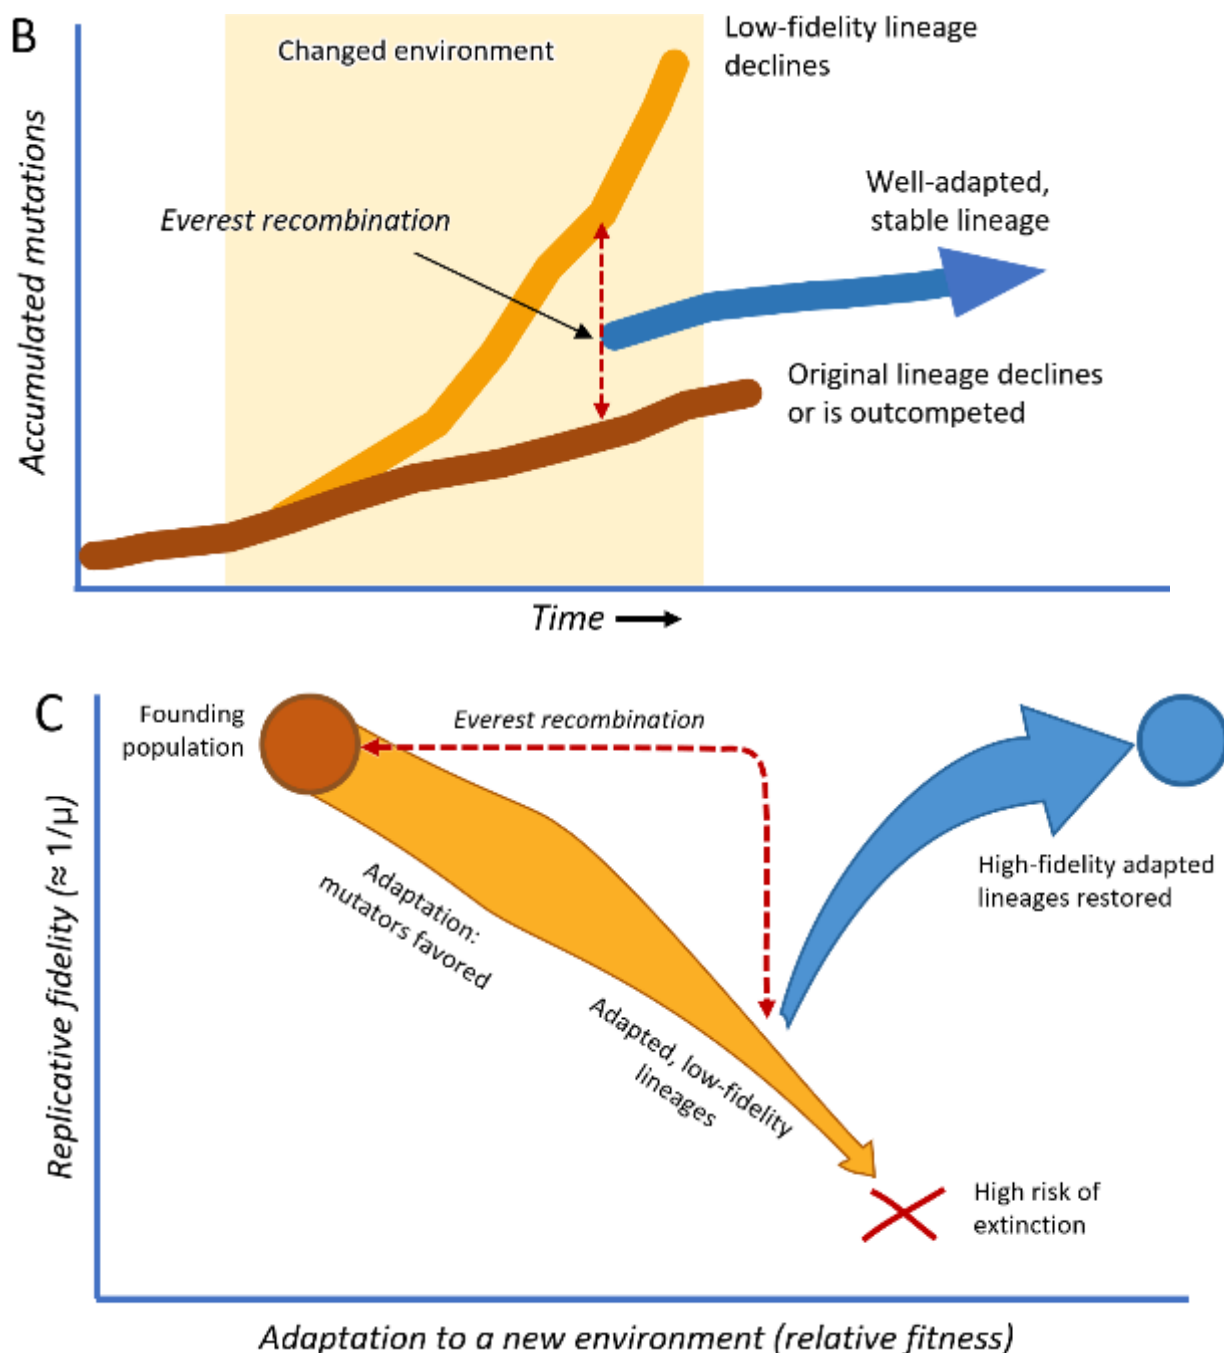 B
Changed environment
Low-fidelity lineage
declines
Accumulated mutations
Everest recombination
Well-adapted,
stable lineage
Original lineage declines
or is outcompeted
Time
C
Founding
population
Everest recombination
Replicative fidelity (≈ 1/μ)
Adaptation:
mutators favored
Adapted, low-fidelity
lineages
High-fidelity adapted
lineages restored
High risk of
extinction
Adaptation to a new environment (relative fitness)